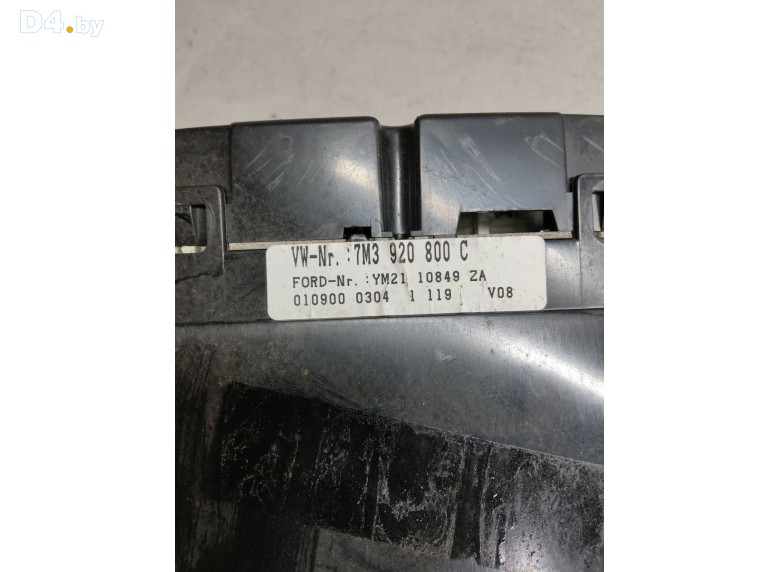 D4.by
VW-Nr.:7M3 920 800 C
FORD-Nr.:YM21 10849 ZA
010900 0304 1 119 V08